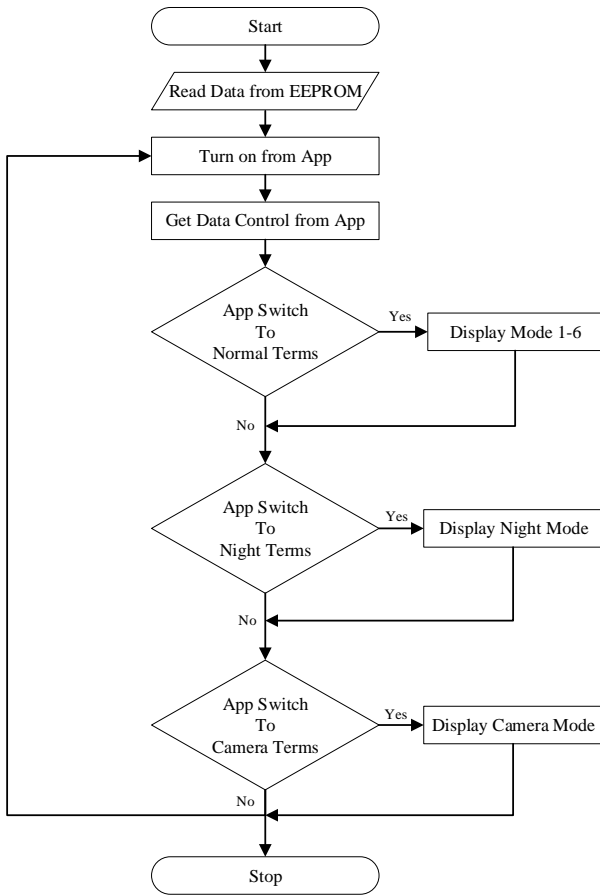 Start
Read Data from EEPROM
Turn on from App
Get Data Control from App
App Switch
To
Normal Terms
Yes
Display Mode 1-6
No
App Switch
To
Night Terms
Yes
Display Night Mode
No
App Switch
To
Camera Terms
Yes
Display Camera Mode
No
Stop